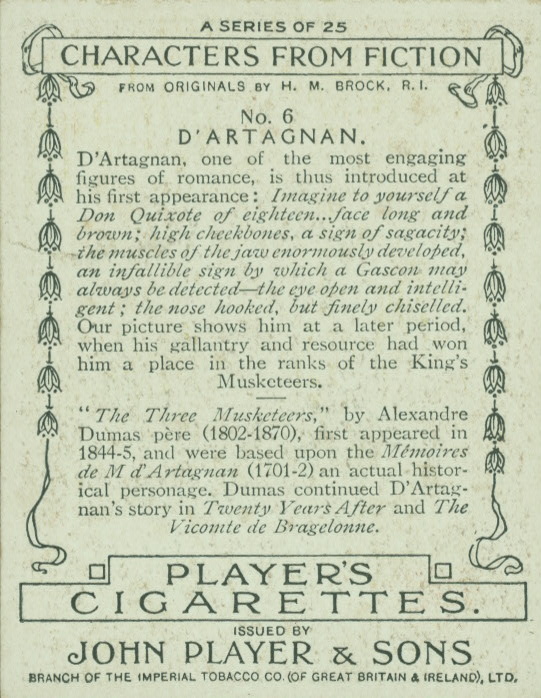 A SERIES OF 25
CHARACTERS FROM FICTION
FROM ORIGINALS BY H. M. BROCK, R.I.
No. 6
D'ARTAGNAN.
D'Artagnan, one of the most engaging
figures of romance, is thus introduced at
his first appearance: Imagine to yourself a
Don Quixote of eighteen...face long and
brown; high cheekbones, a sign of sagacity;
the muscles of the jaw enormously developed,
an infallible sign by which a Gascon may
always be detected—the eye open and intelli-
gent; the nose hooked, but finely chiselled.
Our picture shows him at a later period,
when his gallantry and resource had won
him a place in the ranks of the King's
Musketeers.
"The Three Musketeers," by Alexandre
Dumas père (1802-1870), first appeared in
1844-5, and were based upon the Mémoires
de M d'Artagnan (1701-2) an actual histor-
ical personage. Dumas continued D'Artag-
nan's story in Twenty Years After and The
Vicomte de Bragelonne.
PLAYER'S
CIGARETTES.
ISSUED BY
JOHN PLAYER & SONS
BRANCH OF THE IMPERIAL TOBACCO CO. (OF GREAT BRITAIN & IRELAND), LTD.